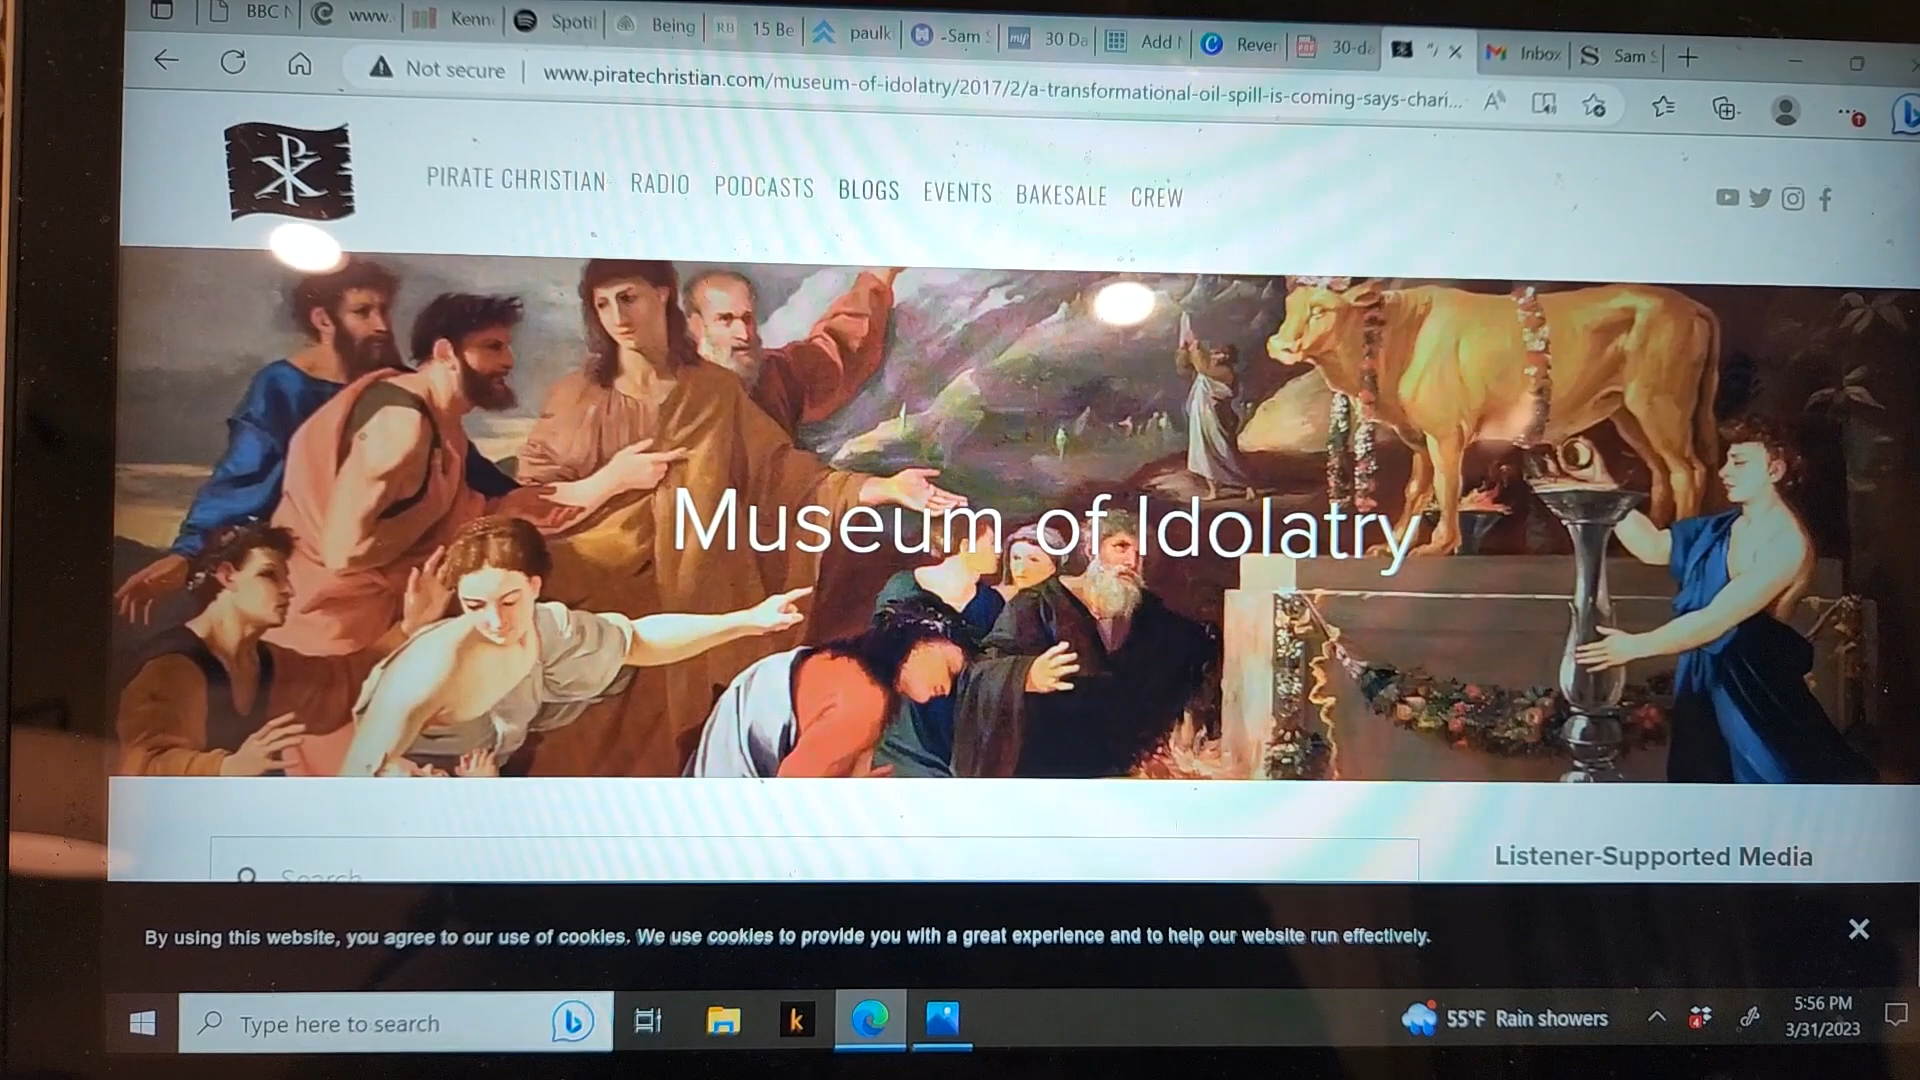 BBC N www. Kenn Spotif Being RB 15 Be paulk -Sam S mlp 30 Da Add N Rever 30-da Inbox Sam S
Not secure | www.piratechristian.com/museum-of-idolatry/2017/2/a-transformational-oil-spill-is-coming-says-chari...
PIRATE CHRISTIAN RADIO PODCASTS BLOGS EVENTS BAKESALE CREW
Museum of Idolatry
Search
Listener-Supported Media
By using this website, you agree to our use of cookies. We use cookies to provide you with a great experience and to help our website run effectively.
Type here to search
55°F Rain showers
5:56 PM
3/31/2023